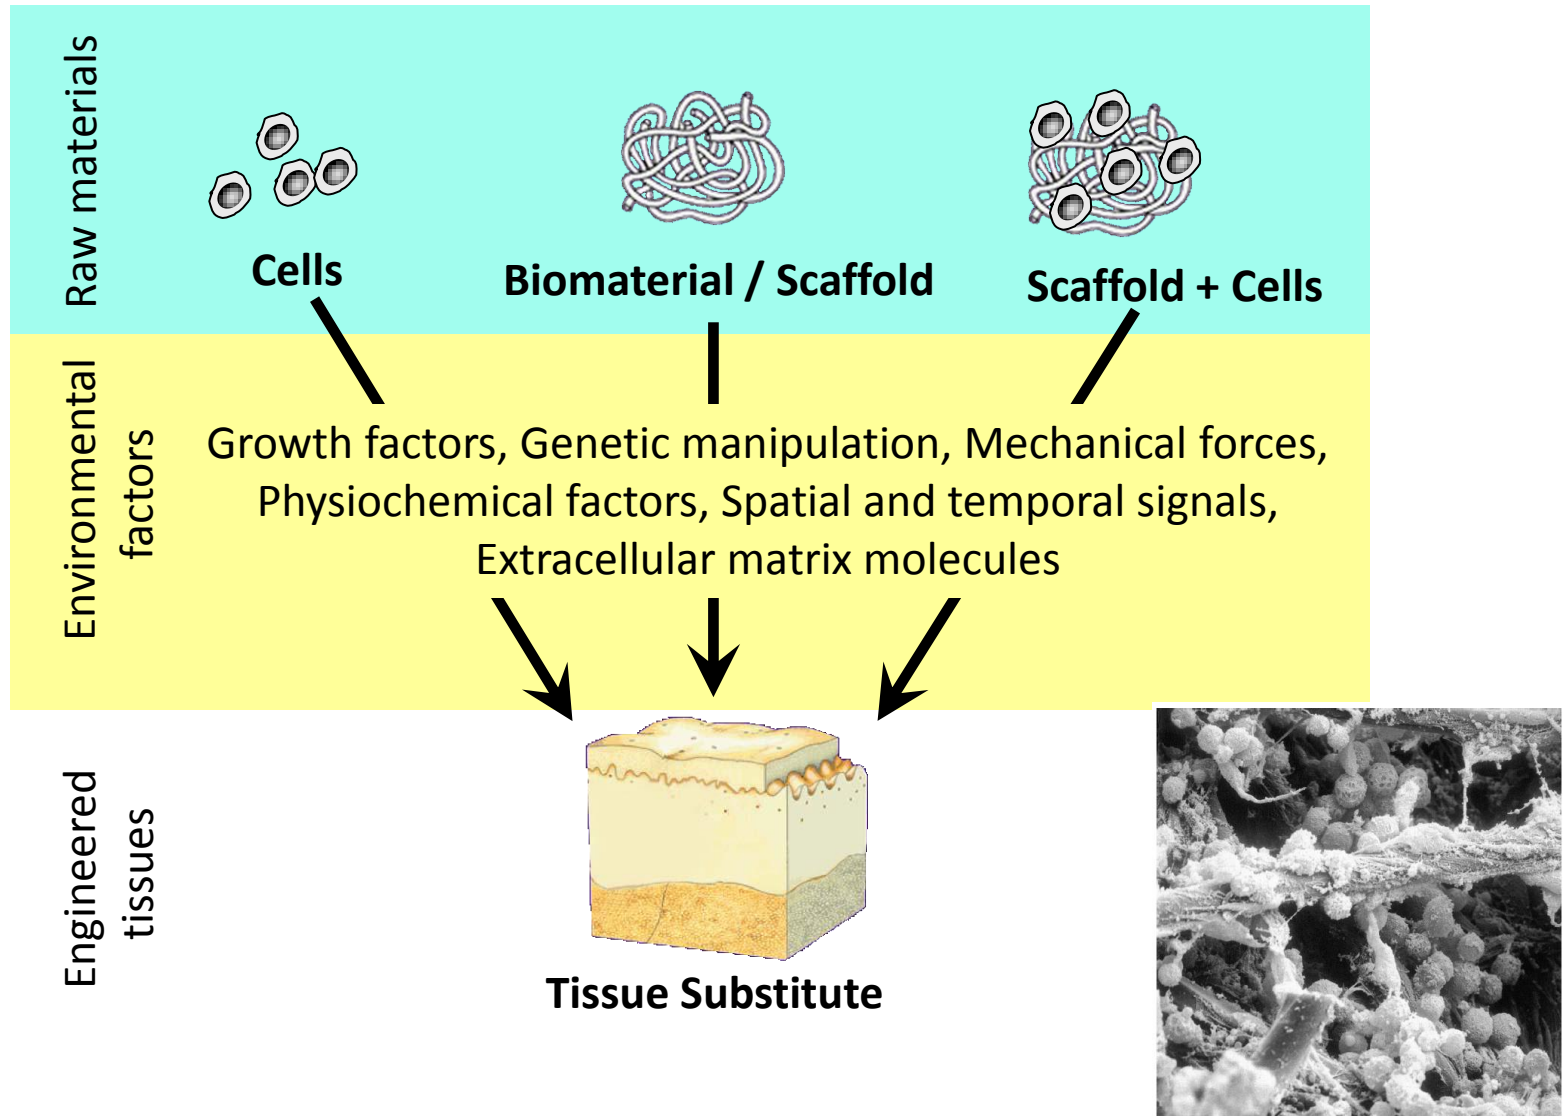 Raw materials
Cells
Biomaterial / Scaffold
Scaffold + Cells
Environmental
factors
Growth factors, Genetic manipulation, Mechanical forces,
Physiochemical factors, Spatial and temporal signals,
Extracellular matrix molecules
Engineered
tissues
Tissue Substitute